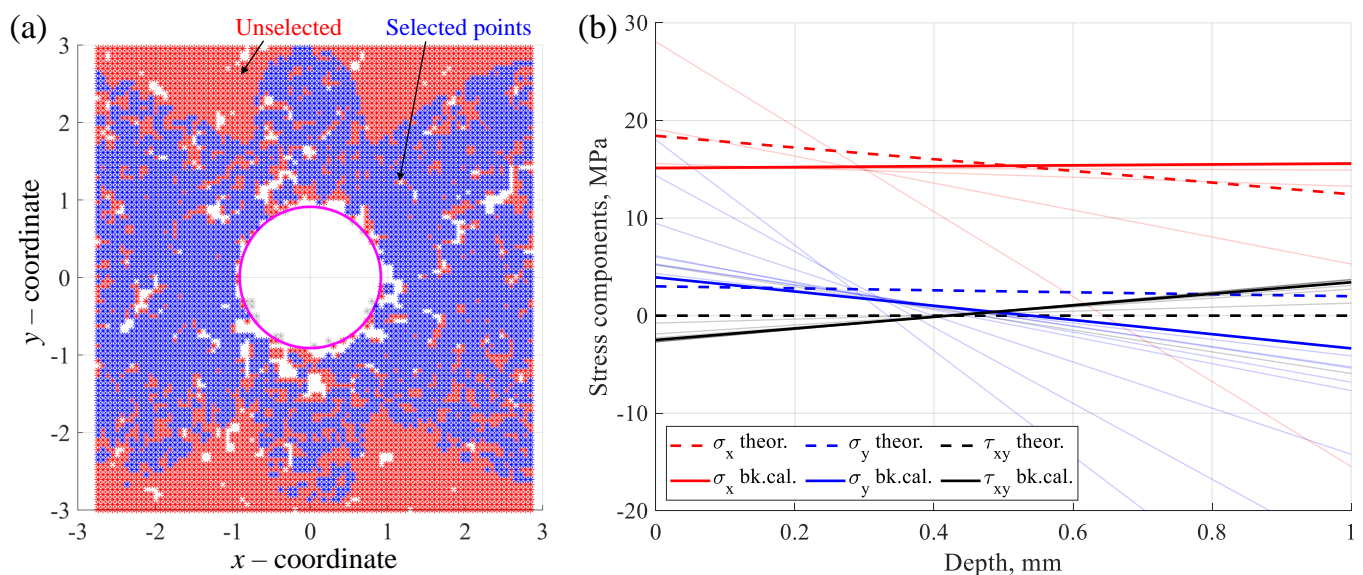 (a)
Unselected
Selected points
3
2
1
0
-1
-2
-3
y – coordinate
-3
-2
-1
0
1
2
3
x – coordinate
(b)
30
20
10
0
-10
-20
Stress components, MPa
σx theor.
σy theor.
τxy theor.
σx bk.cal.
σy bk.cal.
τxy bk.cal.
0
0.2
0.4
0.6
0.8
1
Depth, mm